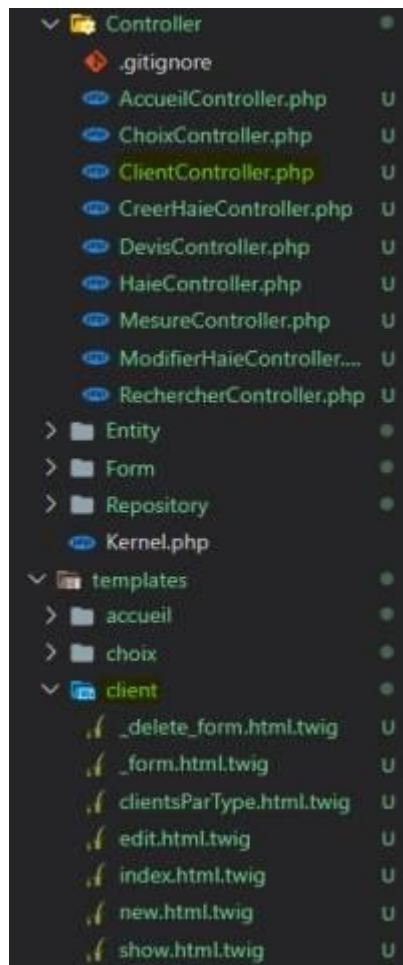 Controller
.gitignore
AccueilController.php U
ChoixController.php U
ClientController.php U
CreerHaieController.php U
DevisController.php U
HaieController.php U
MesureController.php U
ModifierHaieController.... U
RechercherController.php U
Entity
Form
Repository
Kernel.php
templates
accueil
choix
client
_delete_form.html.twig U
_form.html.twig U
clientsParType.html.twig U
edit.html.twig U
index.html.twig U
new.html.twig U
show.html.twig U